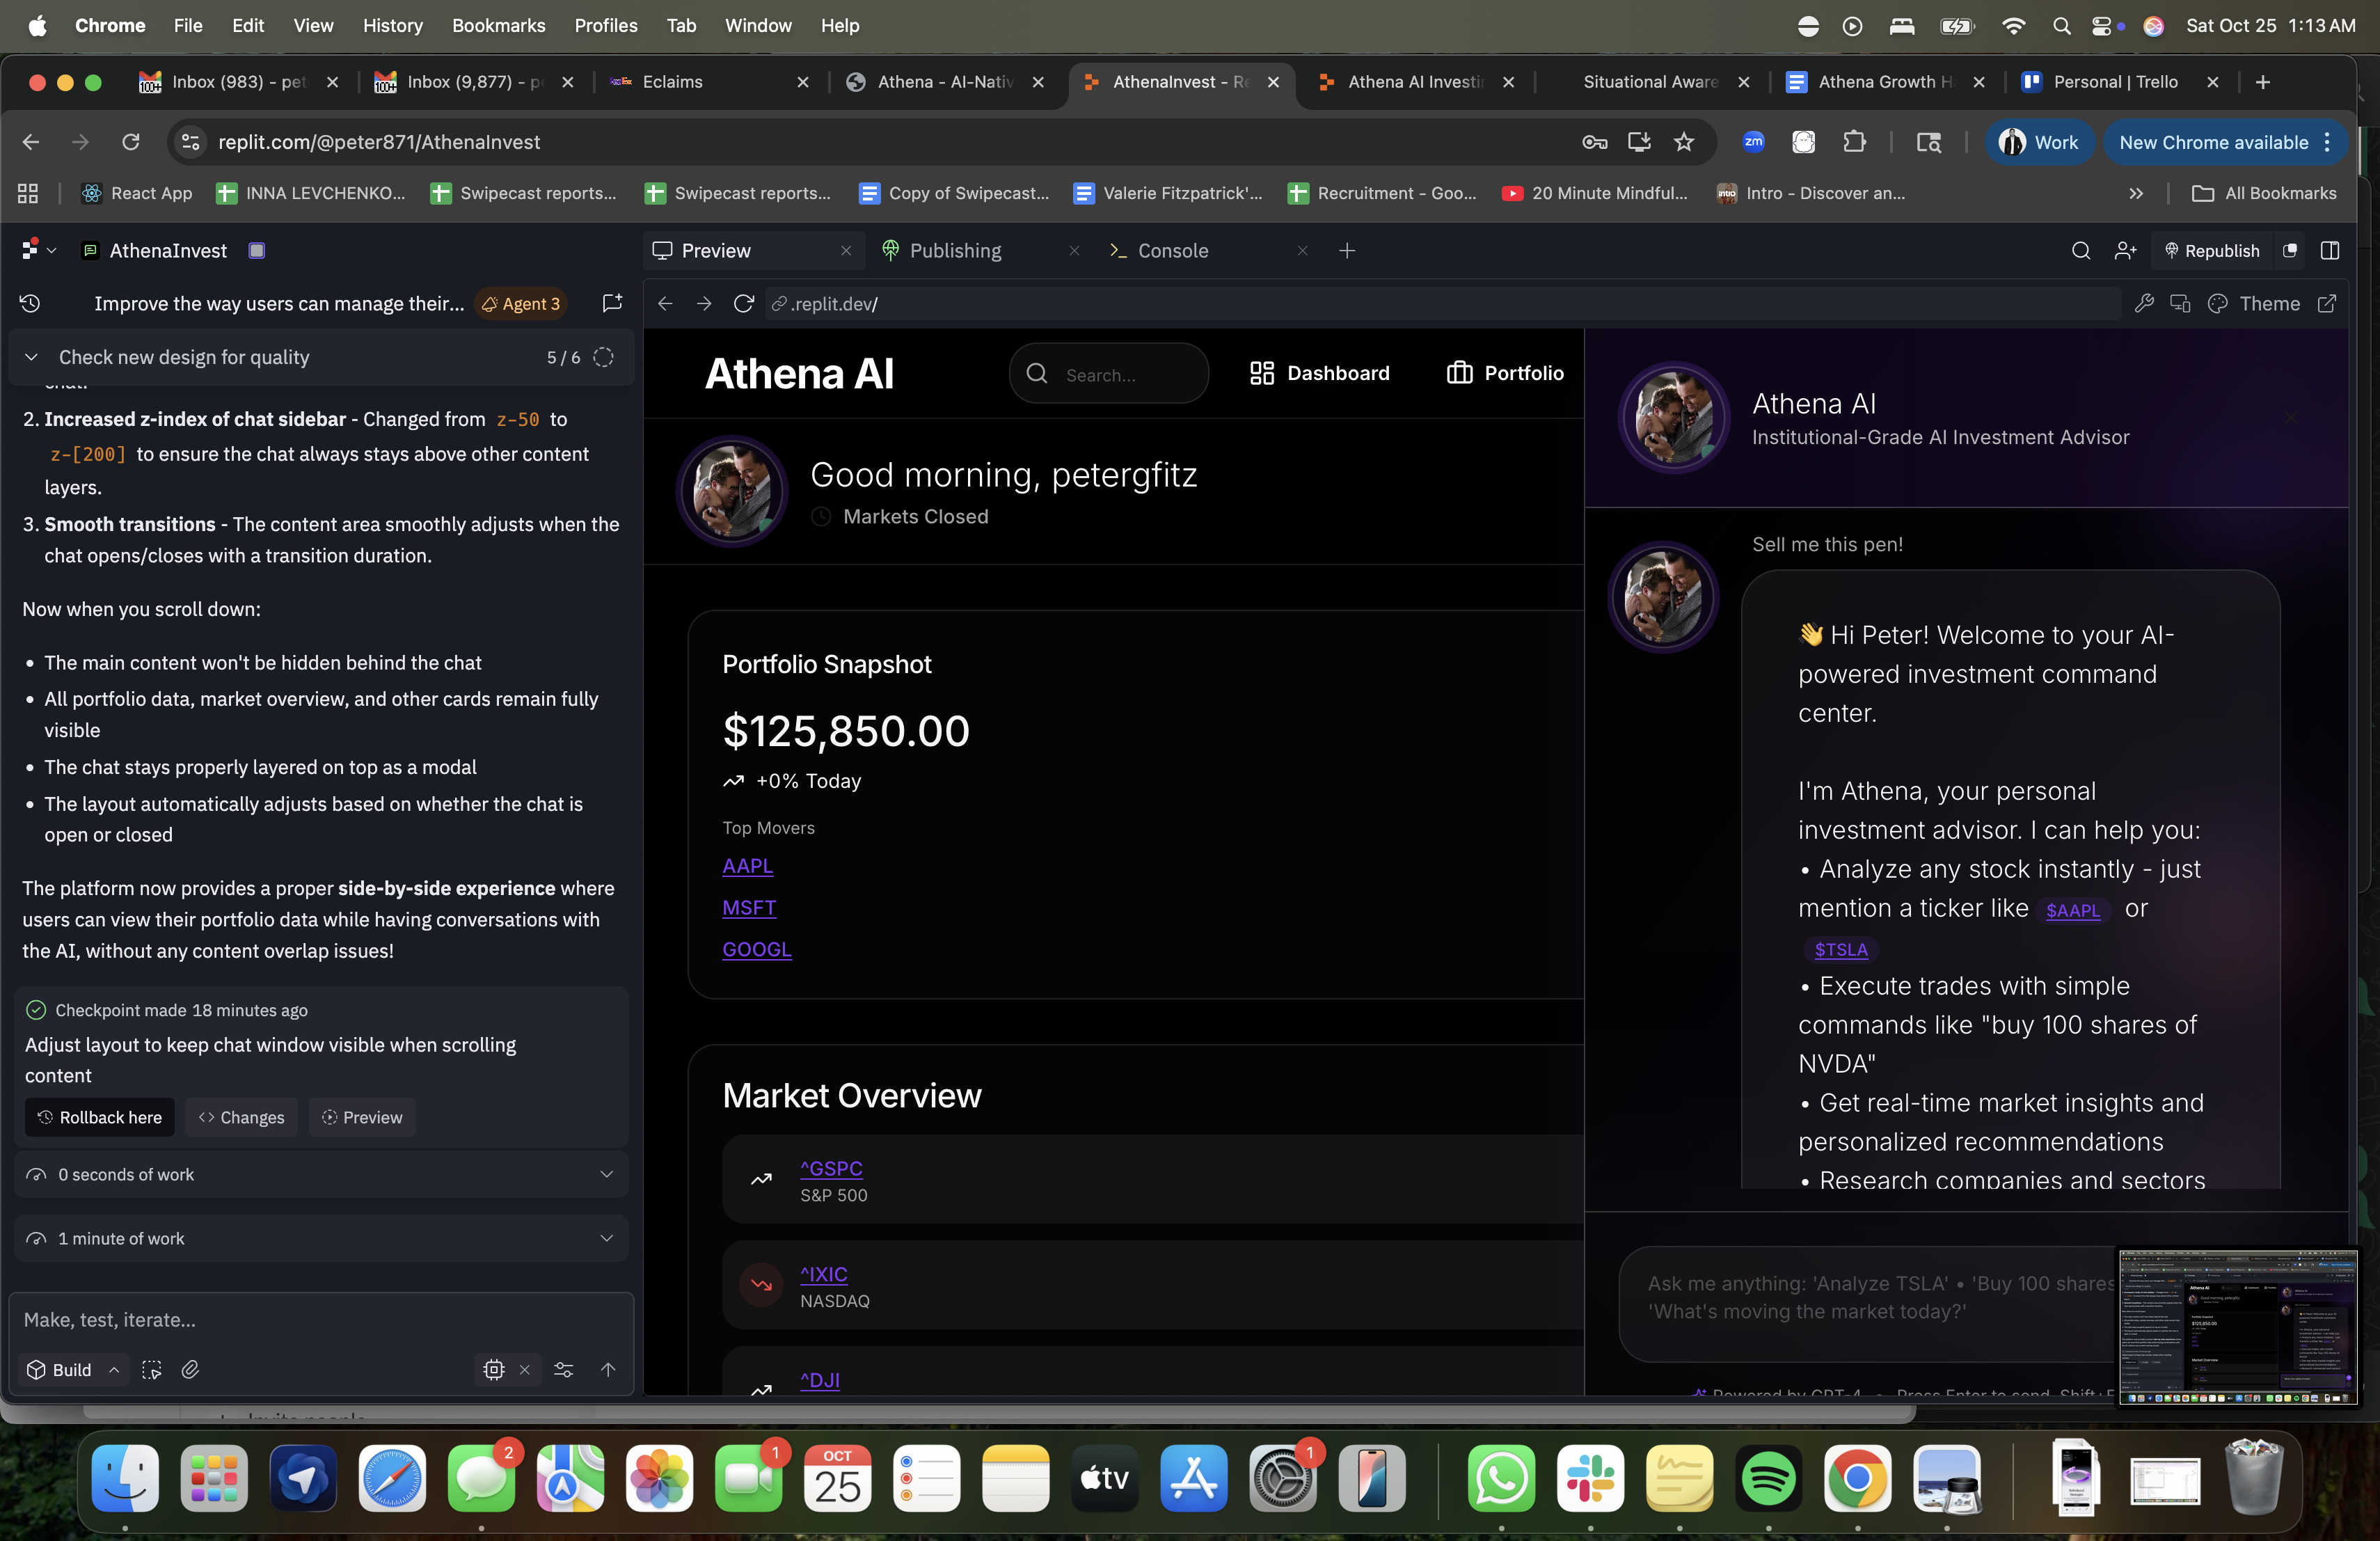 Chrome File Edit View History Bookmarks Profiles Tab Window Help Sat Oct 25 1:13 AM
Inbox (983) - pet
Inbox (9,877) - p
Eclaims
Athena - AI-Nativ
AthenaInvest - Re
Athena AI Investin
Situational Aware
Athena Growth H
Personal | Trello
replit.com/@peter871/AthenaInvest
zm
Work
New Chrome available
React App
INNA LEVCHENKO...
Swipecast reports...
Swipecast reports...
Copy of Swipecast...
Valerie Fitzpatrick'...
Recruitment - Goo...
20 Minute Mindful...
intro
Intro - Discover an...
All Bookmarks
AthenaInvest
Preview
Publishing
Console
Republish
Improve the way users can manage their...
Agent 3
.replit.dev/
Theme
Check new design for quality
5 / 6
chat.
2. Increased z-index of chat sidebar - Changed from z-50 to
z-[200] to ensure the chat always stays above other content
layers.
3. Smooth transitions - The content area smoothly adjusts when the
chat opens/closes with a transition duration.
Now when you scroll down:
• The main content won't be hidden behind the chat
• All portfolio data, market overview, and other cards remain fully
visible
• The chat stays properly layered on top as a modal
• The layout automatically adjusts based on whether the chat is
open or closed
The platform now provides a proper side-by-side experience where
users can view their portfolio data while having conversations with
the AI, without any content overlap issues!
Checkpoint made 18 minutes ago
Adjust layout to keep chat window visible when scrolling
content
Rollback here
Changes
Preview
0 seconds of work
1 minute of work
Make, test, iterate...
Build
Athena AI
Search...
Dashboard
Portfolio
Good morning, petergfitz
Markets Closed
Portfolio Snapshot
$125,850.00
+0% Today
Top Movers
AAPL
MSFT
GOOGL
Market Overview
^GSPC
S&P 500
^IXIC
NASDAQ
^DJI
Athena AI
Institutional-Grade AI Investment Advisor
Sell me this pen!
👋 Hi Peter! Welcome to your AI-
powered investment command
center.
I'm Athena, your personal
investment advisor. I can help you:
• Analyze any stock instantly - just
mention a ticker like $AAPL or
$TSLA
• Execute trades with simple
commands like "buy 100 shares of
NVDA"
• Get real-time market insights and
personalized recommendations
• Research companies and sectors
Ask me anything: 'Analyze TSLA' • 'Buy 100 shares
'What's moving the market today?'
Powered by GPT-4 • Press Enter to send, Shift+E
Invite people
2
1
OCT
25
tv
1